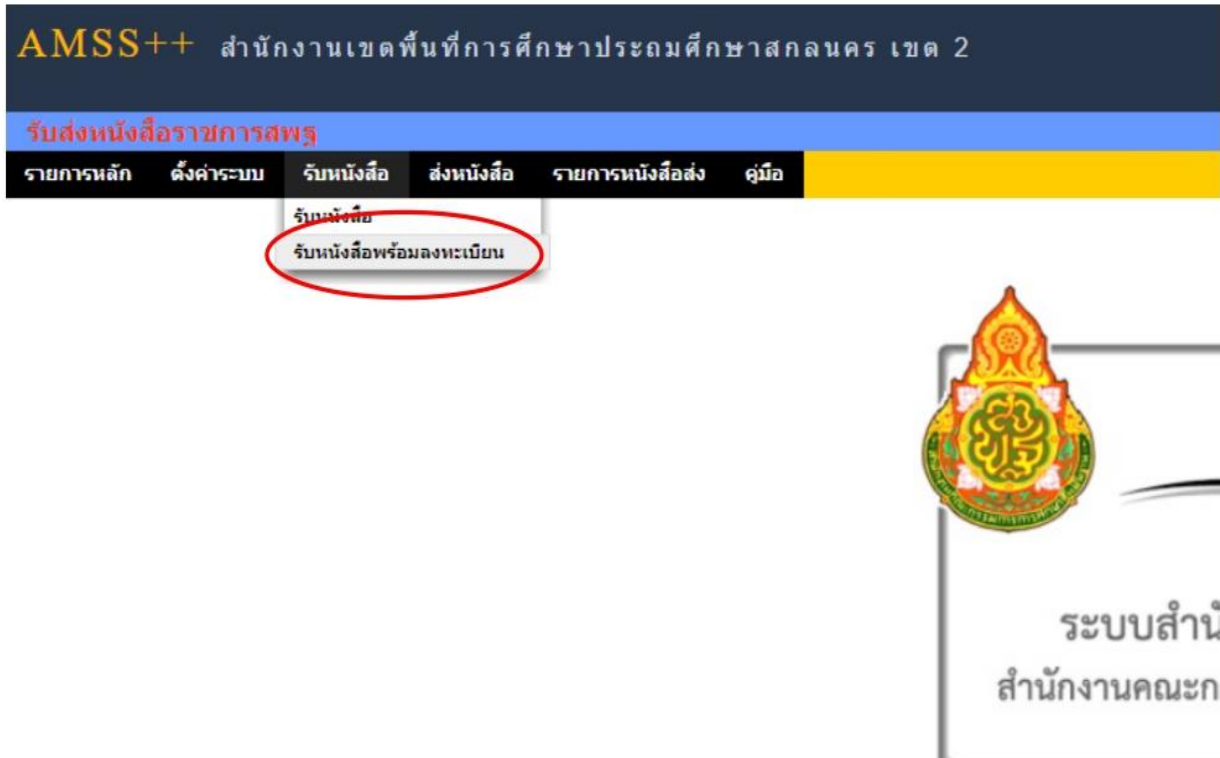 AMSS++ สำนักงานเขตพื้นที่การศึกษาประถมศึกษาสกลนคร เขต 2
รับส่งหนังสือราชการสพฐ
รายการหลัก ตั้งค่าระบบ รับหนังสือ ส่งหนังสือ รายการหนังสือส่ง คู่มือ
รับหนังสือ
รับหนังสือพร้อมลงทะเบียน
ระบบสำนั
สำนักงานคณะก